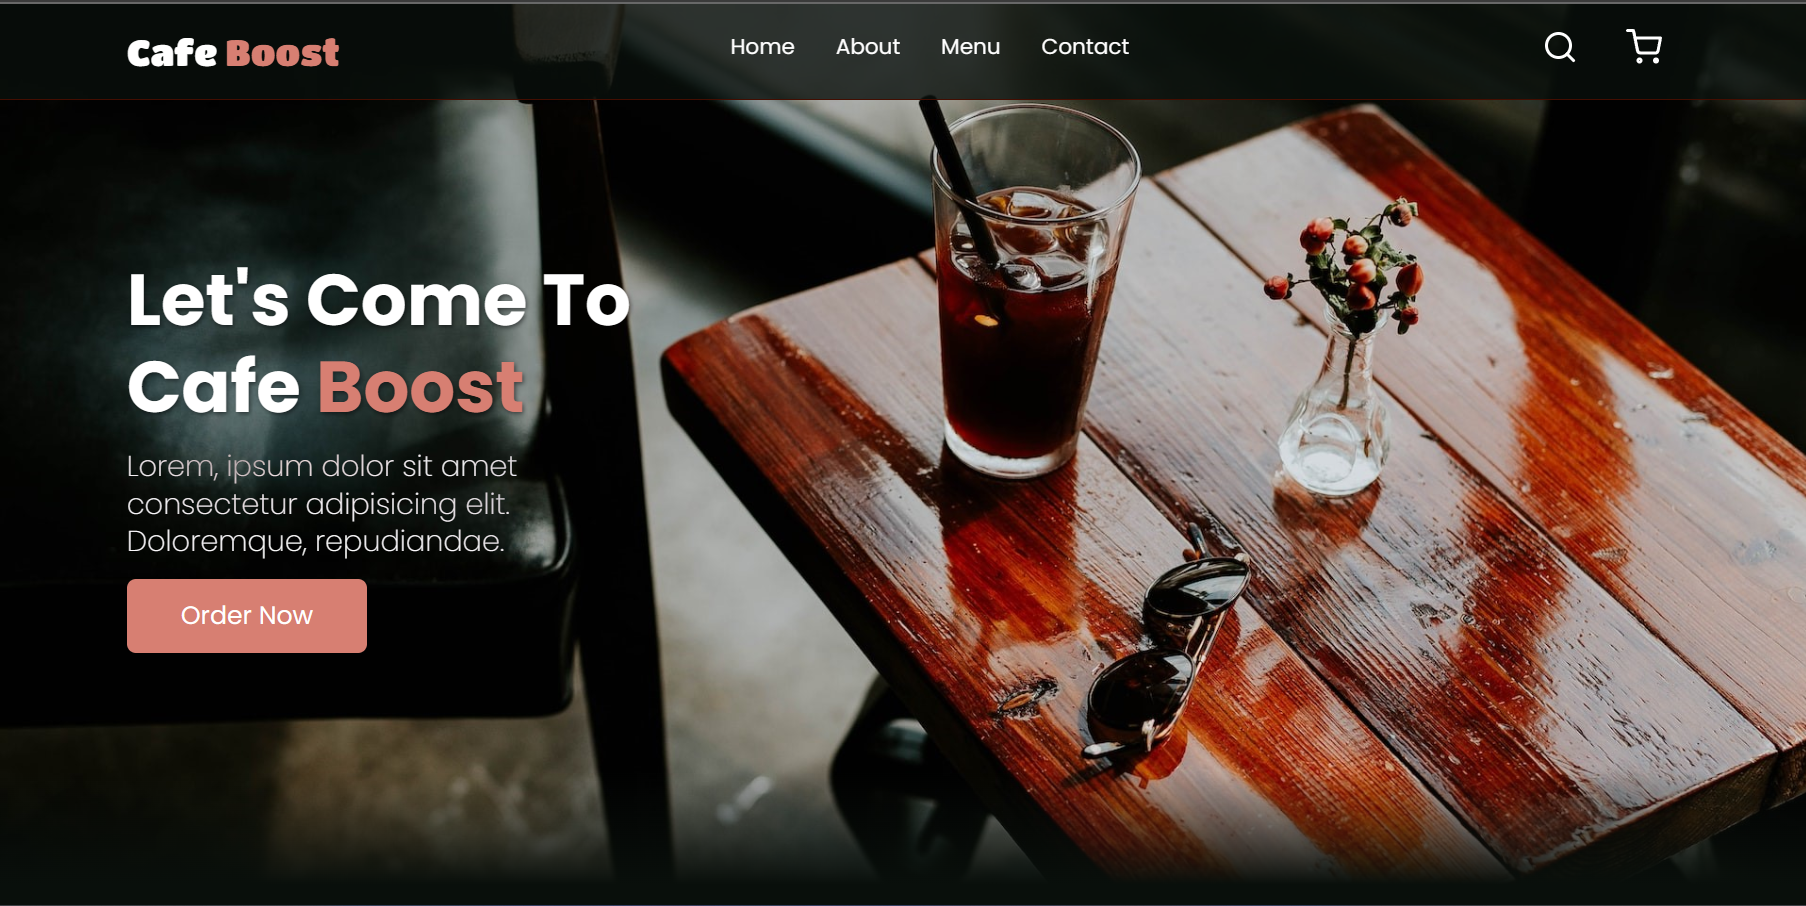 Cafe Boost
Home About Menu Contact
Let's Come To
Cafe Boost
Lorem, ipsum dolor sit amet
consectetur adipisicing elit.
Doloremque, repudiandae.
Order Now